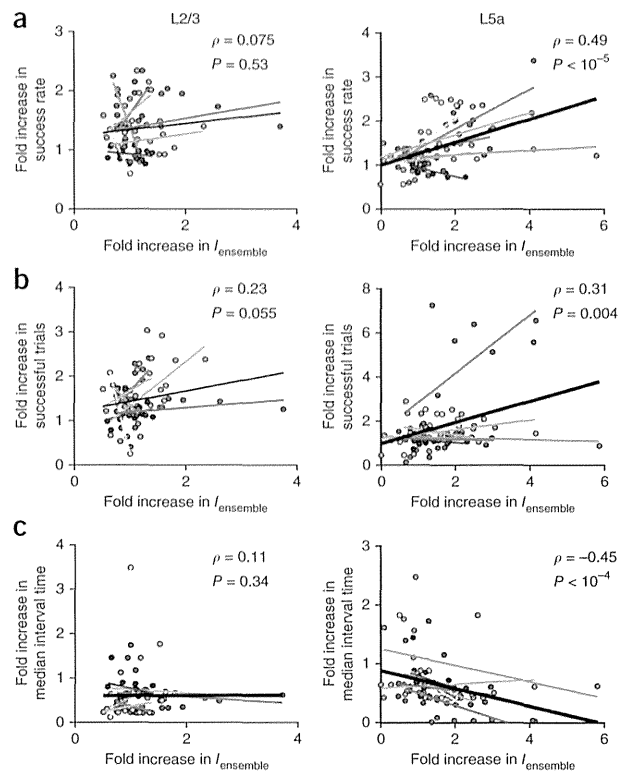 a
L2/3
L5a
Fold increase in
success rate
3
2
1
0
0
2
4
ρ = 0.075
P = 0.53
Fold increase in Iensemble
Fold increase in
success rate
4
3
2
1
0
0
2
4
6
ρ = 0.49
P < 10−5
Fold increase in Iensemble
b
Fold increase in
successful trials
4
3
2
1
0
0
2
4
ρ = 0.23
P = 0.055
Fold increase in Iensemble
Fold increase in
successful trials
8
6
4
2
0
0
2
4
6
ρ = 0.31
P = 0.004
Fold increase in Iensemble
c
Fold increase in
median interval time
4
3
2
1
0
0
2
4
ρ = 0.11
P = 0.34
Fold increase in Iensemble
Fold increase in
median interval time
3
2
1
0
0
2
4
6
ρ = −0.45
P < 10−4
Fold increase in Iensemble